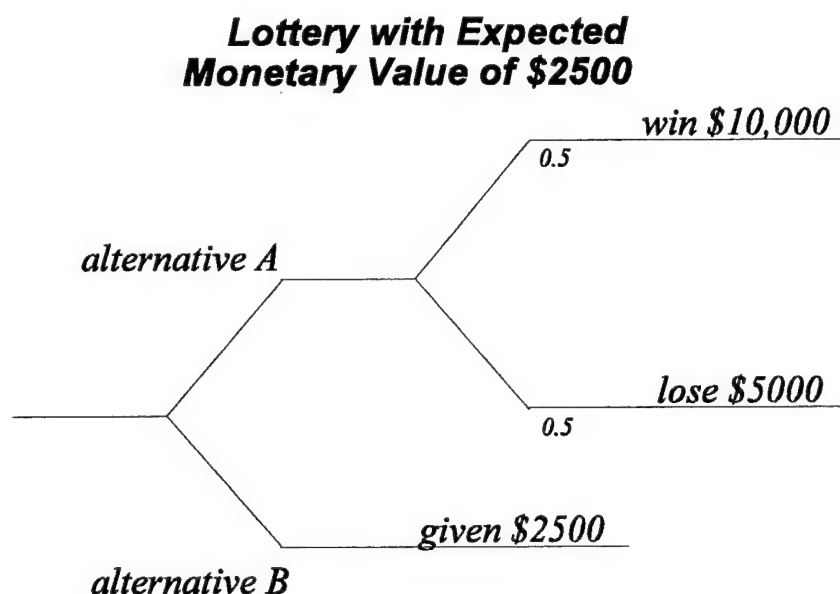 Lottery with Expected
Monetary Value of $2500
win $10,000
0.5
alternative A
lose $5000
0.5
given $2500
alternative B